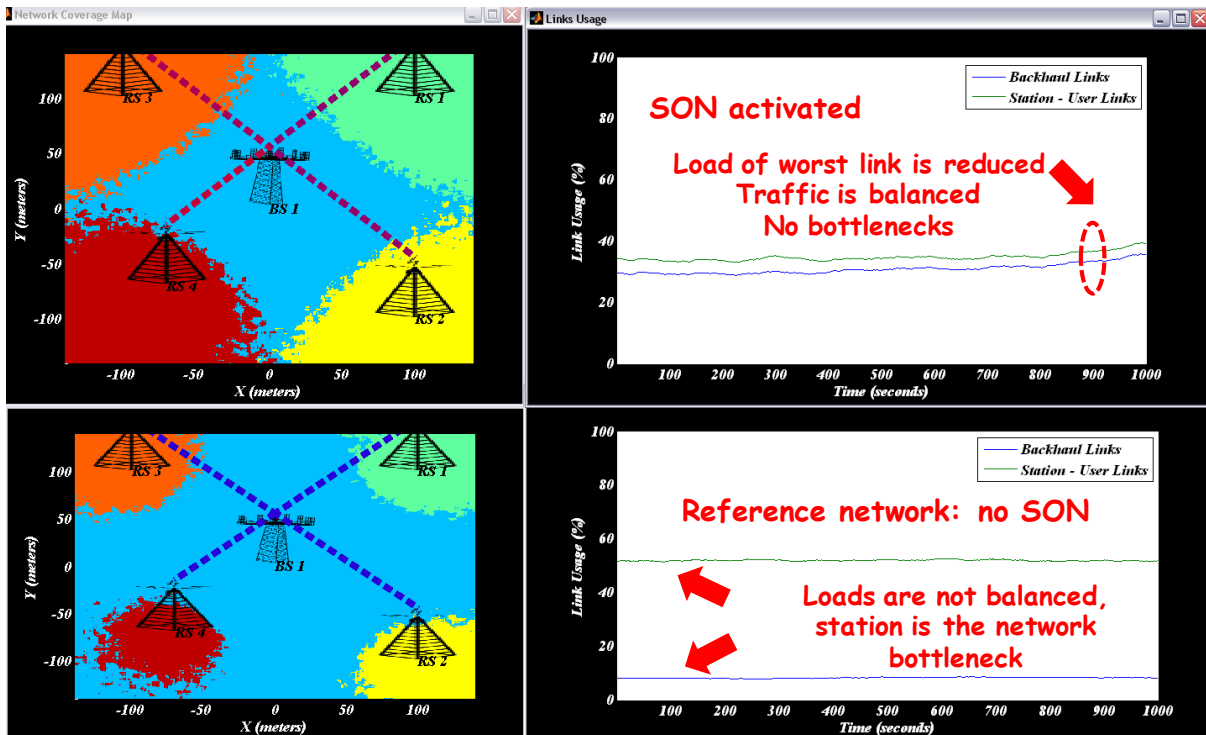 Network Coverage Map
RS 3
RS 1
BS 1
RS 4
RS 2
100
50
0
-50
-100
Y (meters)
-100
-50
0
50
100
X (meters)
Links Usage
100
80
60
40
20
0
Link Usage (%)
Backhaul Links
Station - User Links
SON activated
Load of worst link is reduced
Traffic is balanced
No bottlenecks
100
200
300
400
500
600
700
800
900
1000
Time (seconds)
RS 3
RS 1
BS 1
RS 4
RS 2
100
50
0
-50
-100
Y (meters)
-100
-50
0
50
100
X (meters)
100
80
60
40
20
0
Link Usage (%)
Backhaul Links
Station - User Links
Reference network: no SON
Loads are not balanced,
station is the network
bottleneck
100
200
300
400
500
600
700
800
900
1000
Time (seconds)